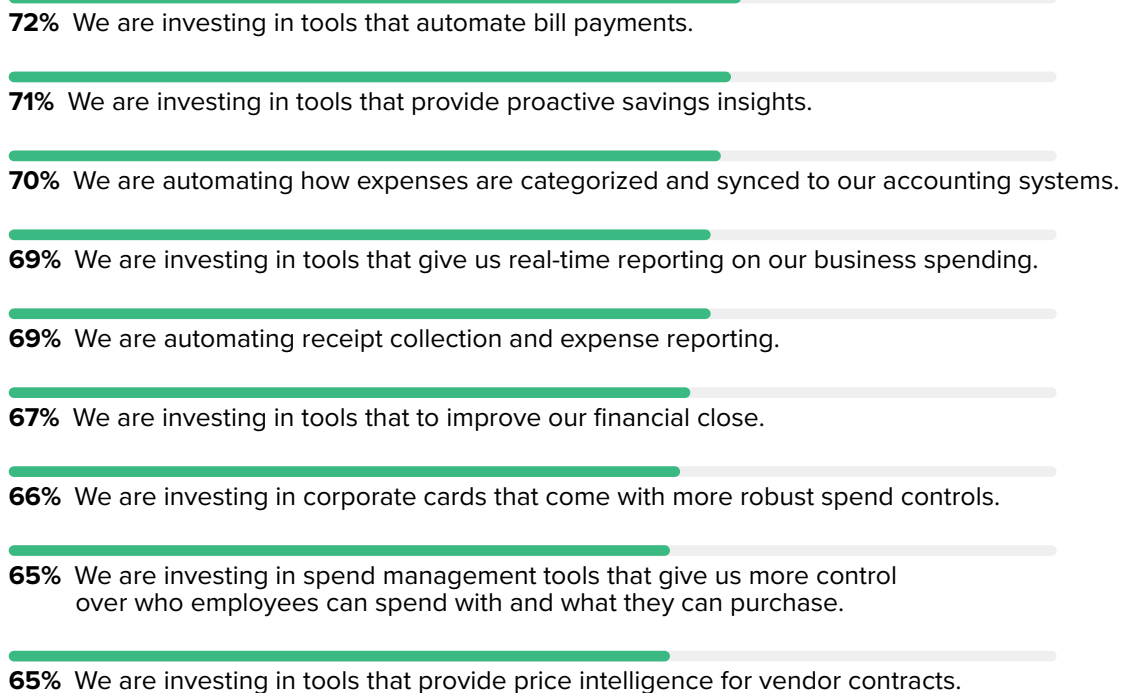 72% We are investing in tools that automate bill payments.
71% We are investing in tools that provide proactive savings insights.
70% We are automating how expenses are categorized and synced to our accounting systems.
69% We are investing in tools that give us real-time reporting on our business spending.
69% We are automating receipt collection and expense reporting.
67% We are investing in tools that to improve our financial close.
66% We are investing in corporate cards that come with more robust spend controls.
65% We are investing in spend management tools that give us more control
over who employees can spend with and what they can purchase.
65% We are investing in tools that provide price intelligence for vendor contracts.